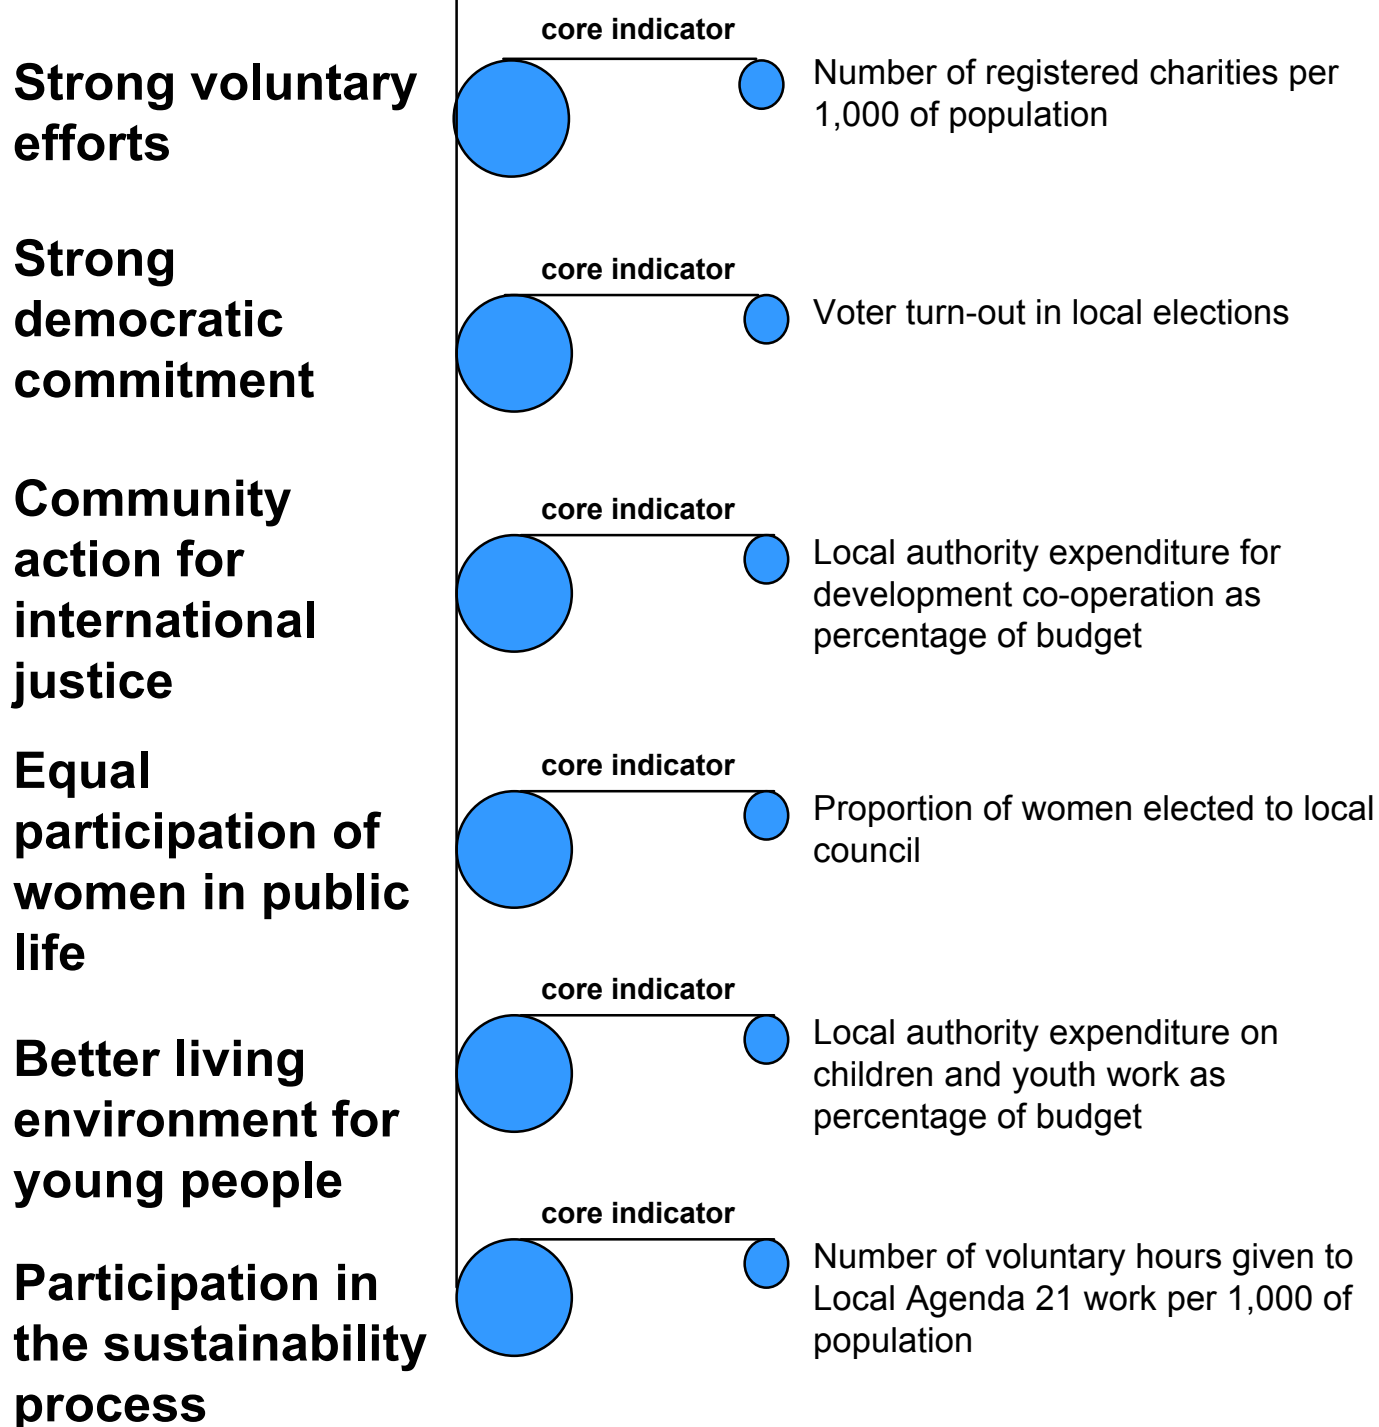 Strong voluntary
efforts
core indicator
Number of registered charities per
1,000 of population
Strong
democratic
commitment
core indicator
Voter turn-out in local elections
Community
action for
international
justice
core indicator
Local authority expenditure for
development co-operation as
percentage of budget
Equal
participation of
women in public
life
core indicator
Proportion of women elected to local
council
Better living
environment for
young people
core indicator
Local authority expenditure on
children and youth work as
percentage of budget
Participation in
the sustainability
process
core indicator
Number of voluntary hours given to
Local Agenda 21 work per 1,000 of
population